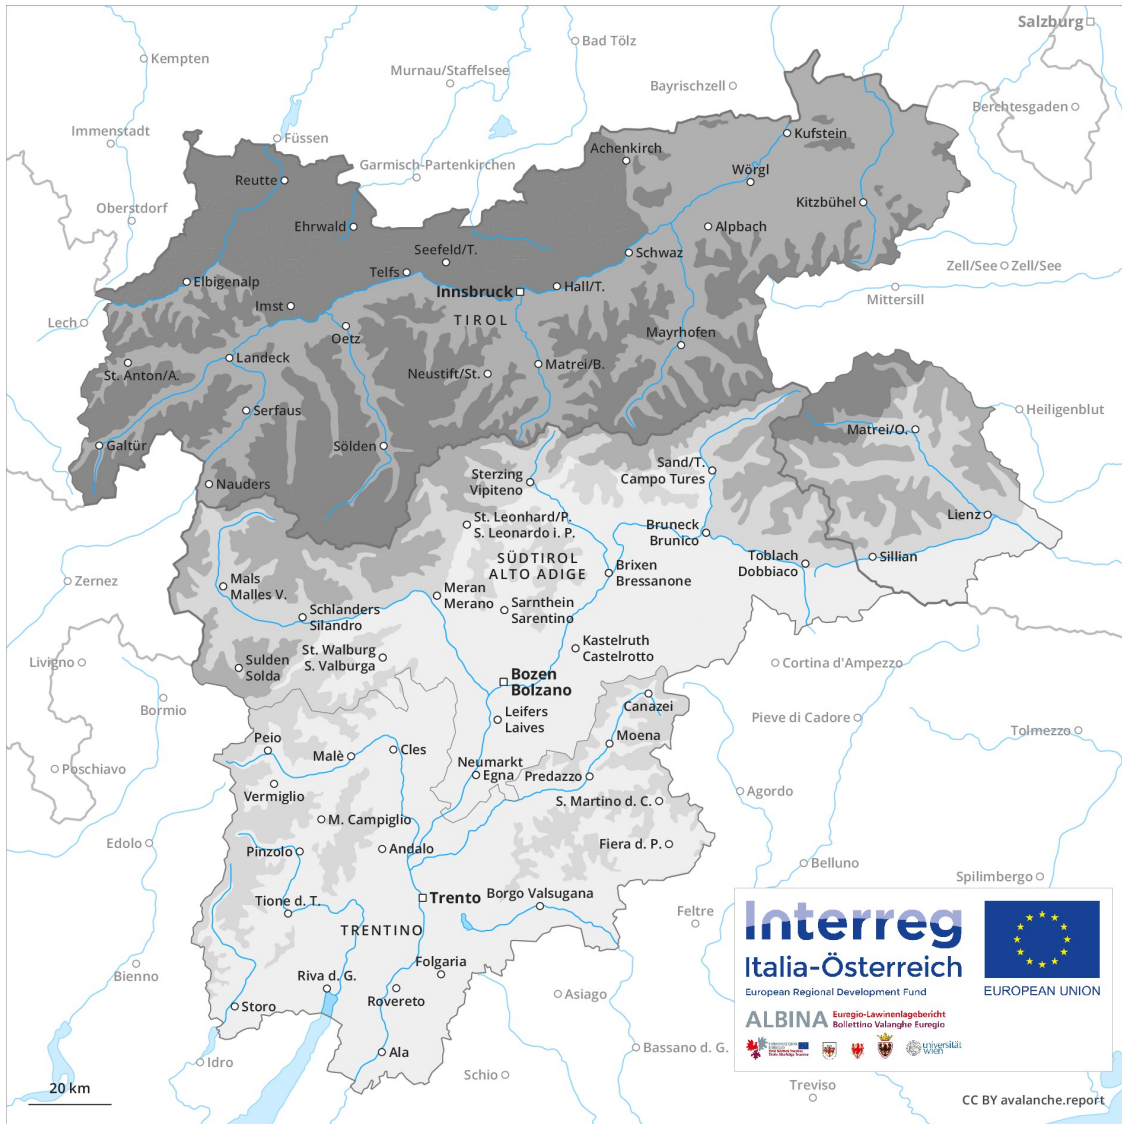 Salzburg
Kempten
Bad Tölz
Murnau/Staffelsee
Bayrischzell
Berchtesgaden
Immenstadt
Füssen
Kufstein
Achenkirch
Garmisch-Partenkirchen
Wörgl
Reutte
Kitzbühel
Oberstdorf
Ehrwald
Alpbach
Seefeld/T.
Schwaz
Telfs
Zell/See
Zell/See
Elbigenalp
Hall/T.
Innsbruck
Mittersill
Imst
TIROL
Lech
Oetz
Mayrhofen
Landeck
St. Anton/A.
Neustift/St.
Matrei/B.
Serfaus
Heiligenblut
Matrei/O.
Galtür
Sölden
Sterzing
Vipiteno
Sand/T.
Campo Tures
Nauders
St. Leonhard/P.
S. Leonardo i. P.
Lienz
Bruneck
Brunico
SÜDTIROL
ALTO ADIGE
Toblach
Dobbiaco
Sillian
Brixen
Bressanone
Zernez
Mals
Malles V.
Meran
Merano
Sarnthein
Sarentino
Schlanders
Silandro
Kastelruth
Castelrotto
St. Walburg
S. Valburga
Livigno
Sulden
Solda
Cortina d'Ampezzo
Bozen
Bolzano
Bormio
Canazei
Leifers
Laives
Pieve di Cadore
Tolmezzo
Peio
Moena
Malè
Cles
Neumarkt
Egna
Predazzo
Poschiavo
Vermiglio
S. Martino d. C.
Agordo
M. Campiglio
Edolo
Pinzolo
Andalo
Fiera d. P.
Belluno
Spilimbergo
Tione d. T.
Trento
Borgo Valsugana
Feltre
TRENTINO
Bienno
Riva d. G.
Folgaria
Storo
Rovereto
Asiago
Idro
Ala
Schio
Bassano d. G.
Treviso
Interreg
Italia-Österreich
European Regional Development Fund
EUROPEAN UNION
ALBINA
Euregio-Lawinenlagebericht
Bollettino Valanghe Euregio
universität
wien
20 km
CC BY avalanche.report